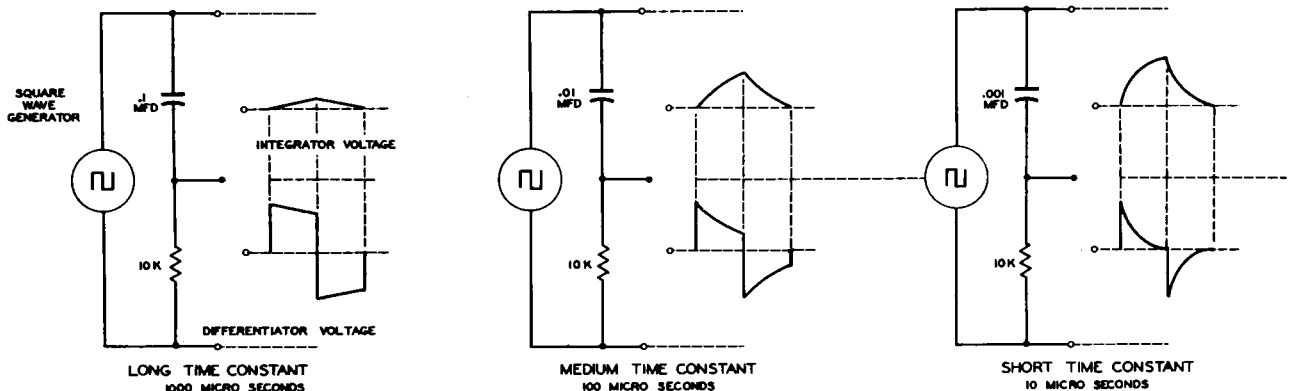 SQUARE
WAVE
GENERATOR
.1
MFD
INTEGRATOR VOLTAGE
10K
DIFFERENTIATOR VOLTAGE
LONG TIME CONSTANT
1000 MICRO SECONDS
.01
MFD
10K
MEDIUM TIME CONSTANT
100 MICRO SECONDS
.001
MFD
10K
SHORT TIME CONSTANT
10 MICRO SECONDS